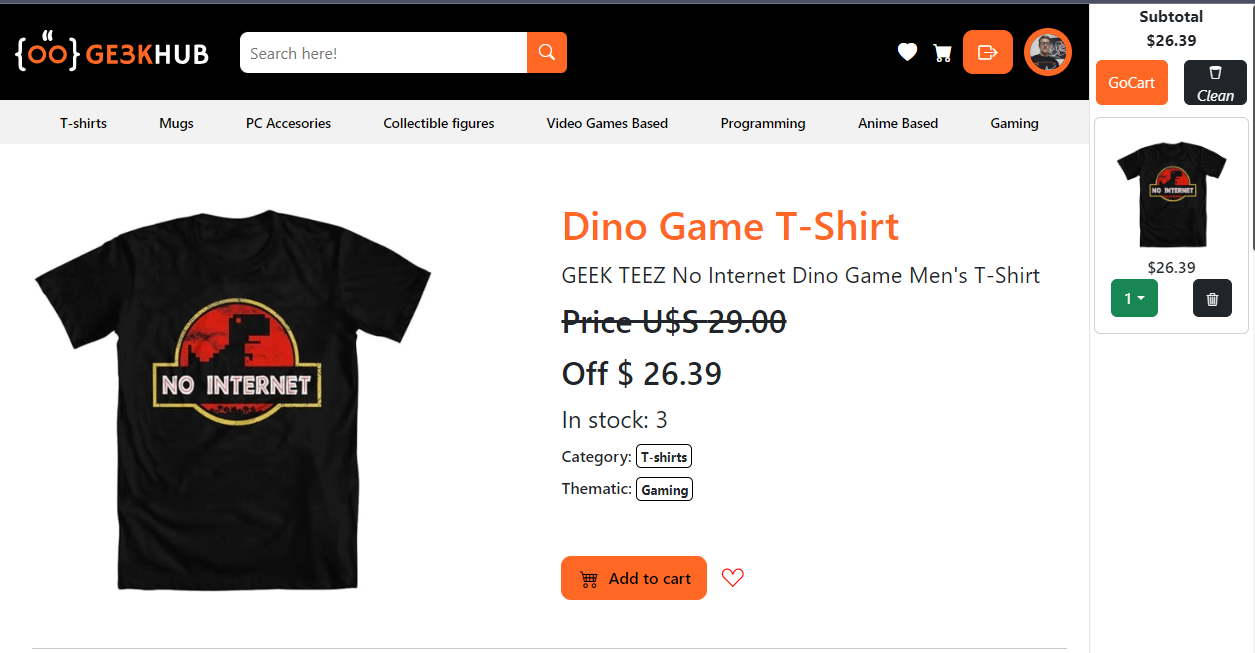 {ÓÓ} GE3KHUB
Search here!
T-shirts Mugs PC Accesories Collectible figures Video Games Based Programming Anime Based Gaming
NO INTERNET
Dino Game T-Shirt
GEEK TEEZ No Internet Dino Game Men's T-Shirt
Price U$S 29.00
Off $ 26.39
In stock: 3
Category: T-shirts
Thematic: Gaming
Add to cart
Subtotal
$26.39
GoCart Clean
NO INTERNET
$26.39
1